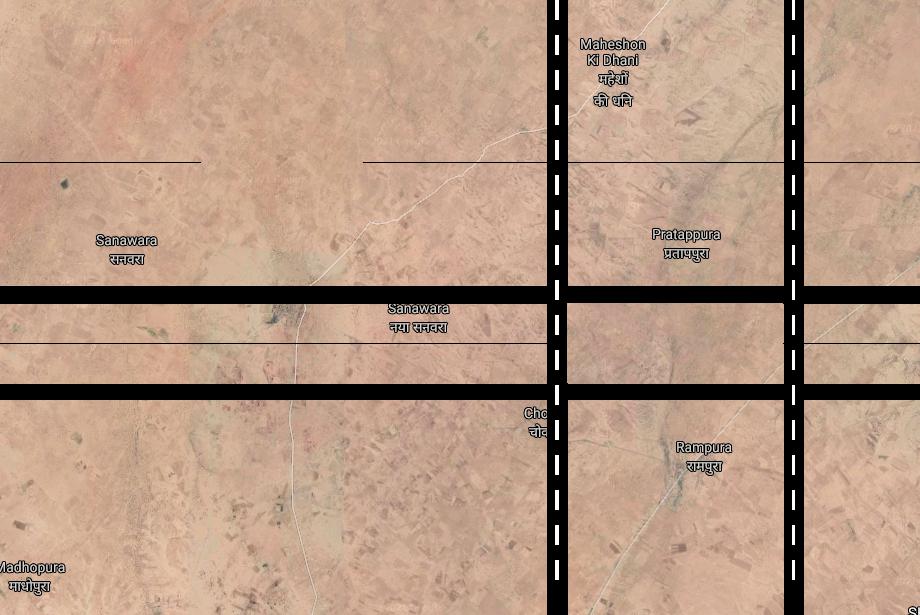 Maheshon
Ki Dhani
महेशों
की धनि
Sanawara
सनवरा
Pratappura
प्रतापपुरा
Sanawara
नया सनवरा
Rampura
रामपुरा
Madhopura
माधोपुरा